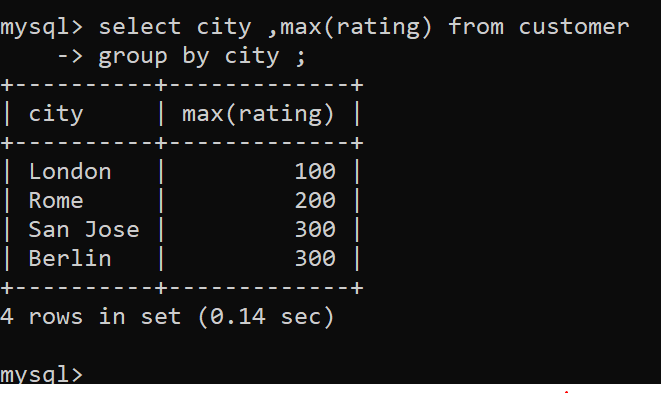 mysql> select city ,max(rating) from customer
    -> group by city ;
+----------+-------------+
| city     | max(rating) |
+----------+-------------+
| London   |         100 |
| Rome     |         200 |
| San Jose |         300 |
| Berlin   |         300 |
+----------+-------------+
4 rows in set (0.14 sec)
mysql>